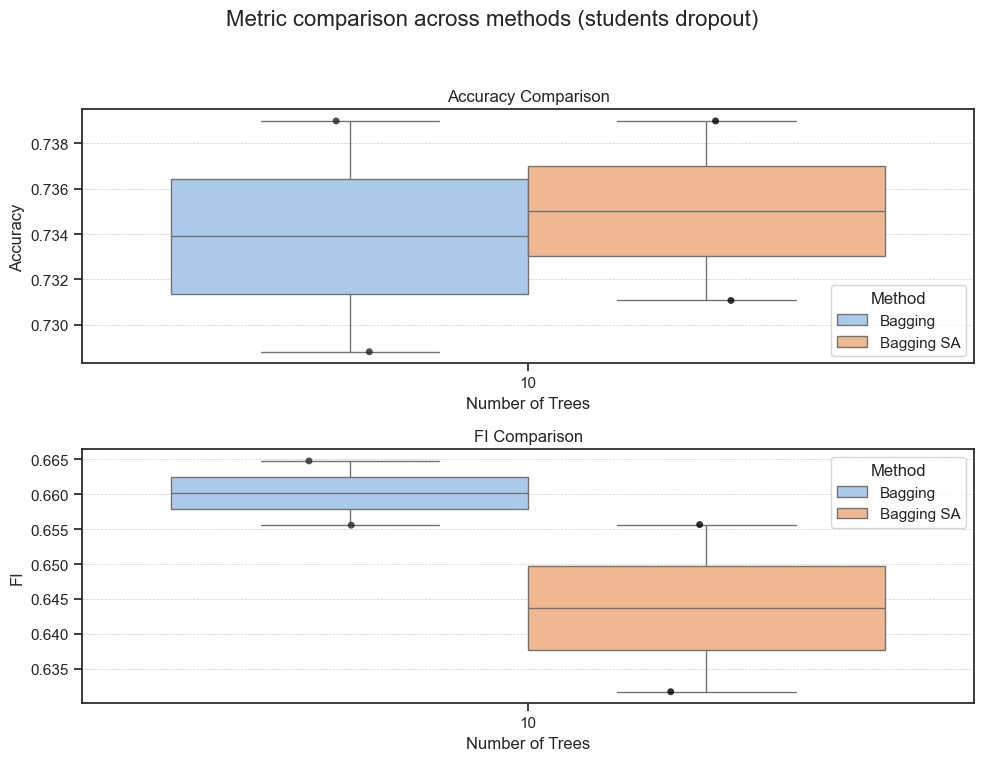 Metric comparison across methods (students dropout)
Accuracy Comparison
Accuracy
0.738
0.736
0.734
0.732
0.730
Method
Bagging
Bagging SA
10
Number of Trees
FI Comparison
FI
0.665
0.660
0.655
0.650
0.645
0.640
0.635
Method
Bagging
Bagging SA
10
Number of Trees